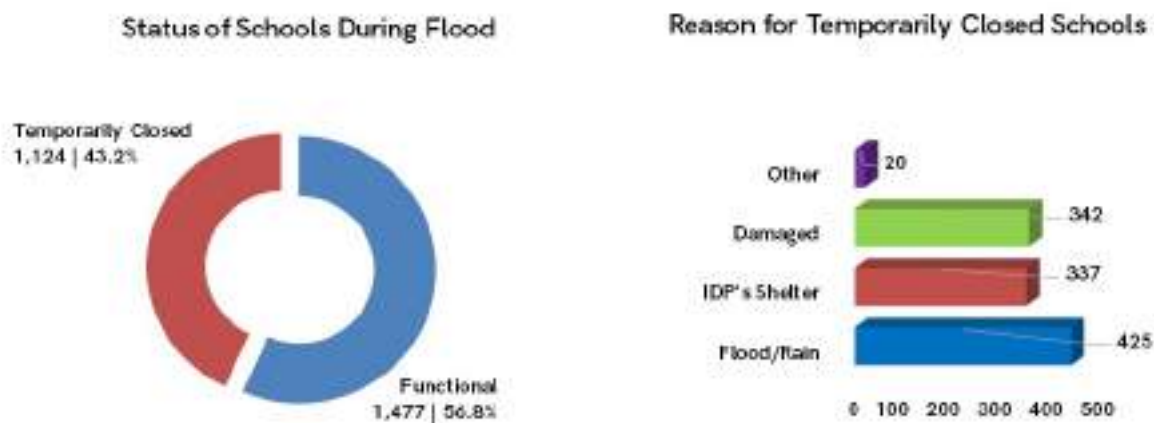 Status of Schools During Flood
Temporarily Closed
1,124 | 43.2%
Functional
1,477 | 56.8%
Reason for Temporarily Closed Schools
Other
20
Damaged
342
IDP's Shelter
337
Flood/Rain
425
0 100 200 300 400 500